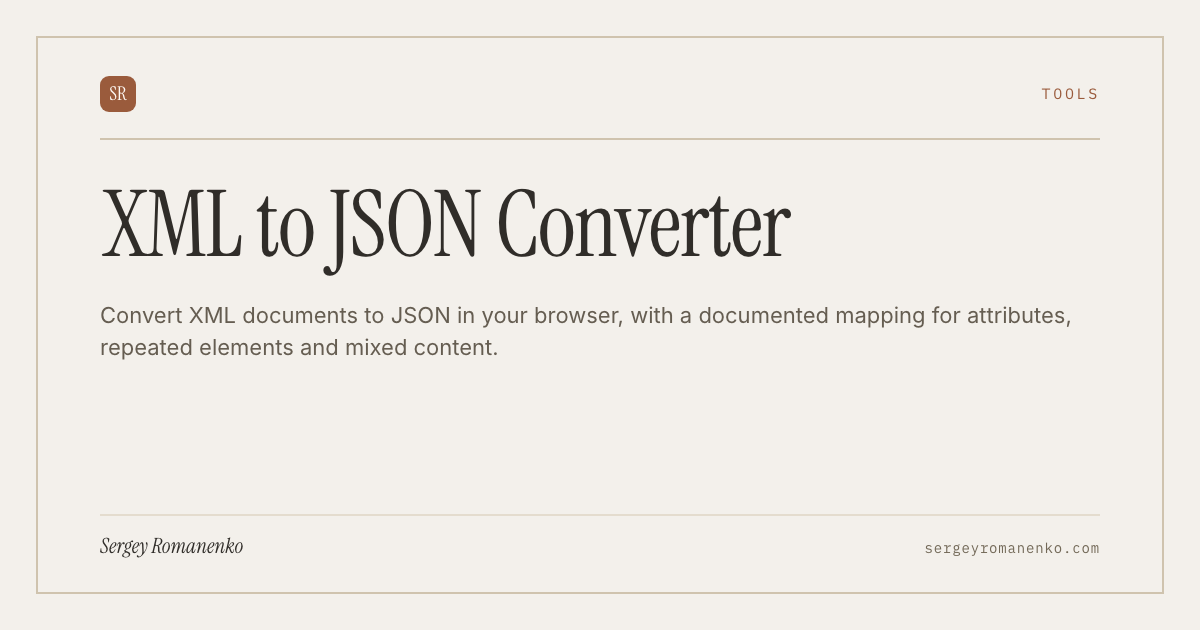 SR
TOOLS
XML to JSON Converter
Convert XML documents to JSON in your browser, with a documented mapping for attributes,
repeated elements and mixed content.
Sergey Romanenko
sergeyromanenko.com